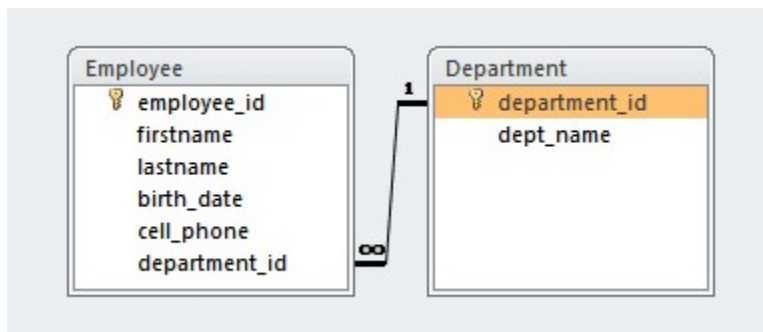 Employee
employee_id
firstname
lastname
birth_date
cell_phone
department_id
1
∞
Department
department_id
dept_name